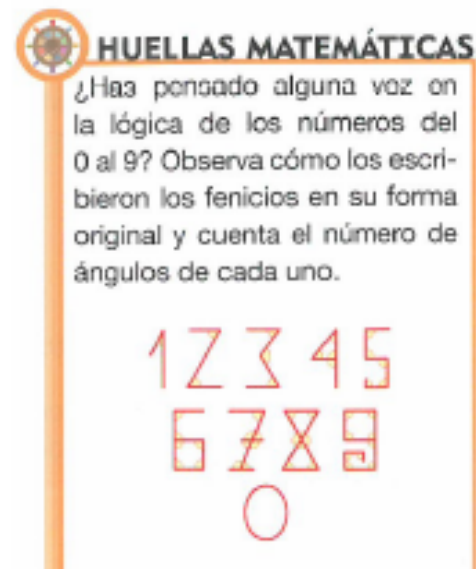 HUELLAS MATEMÁTICAS
¿Has pensado alguna vez en
la lógica de los números del
0 al 9? Observa cómo los escri-
bieron los fenicios en su forma
original y cuenta el número de
ángulos de cada uno.
1 2 3 4 5
6 7 8 9
0